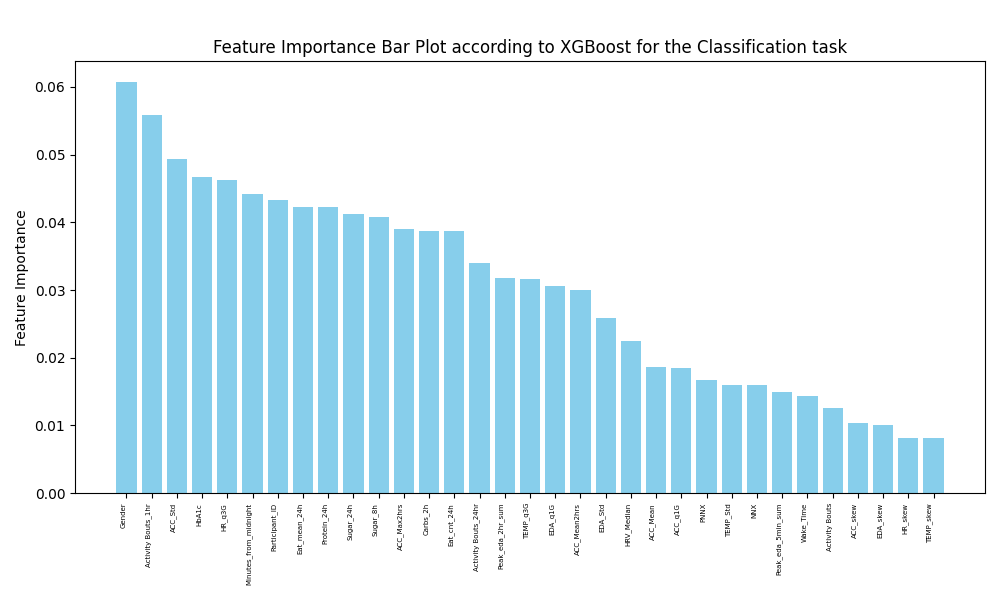 Feature Importance Bar Plot according to XGBoost for the Classification task
Feature Importance
0.06
0.05
0.04
0.03
0.02
0.01
0.00
Gender
Activity Bouts_1hr
ACC_Std
HbA1c
HR_q3G
Minutes_from_midnight
Participant_ID
Eat_mean_24h
Protein_24h
Sugar_24h
Sugar_8h
ACC_Max2hrs
Carbs_2h
Eat_cnt_24h
Activity Bouts_24hr
Peak_eda_2hr_sum
TEMP_q3G
EDA_q1G
ACC_Mean2hrs
EDA_Std
HRV_Median
ACC_Mean
ACC_q1G
PNNX
TEMP_Std
NNX
Peak_eda_5min_sum
Wake_Time
Activity Bouts
ACC_skew
EDA_skew
HR_skew
TEMP_skew